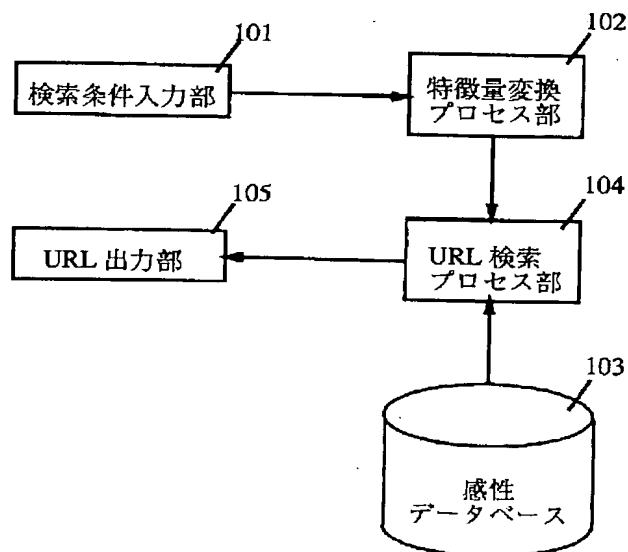 101
検索条件入力部
102
特徴量変換
プロセス部
105
URL 出力部
104
URL 検索
プロセス部
103
感性
データベース